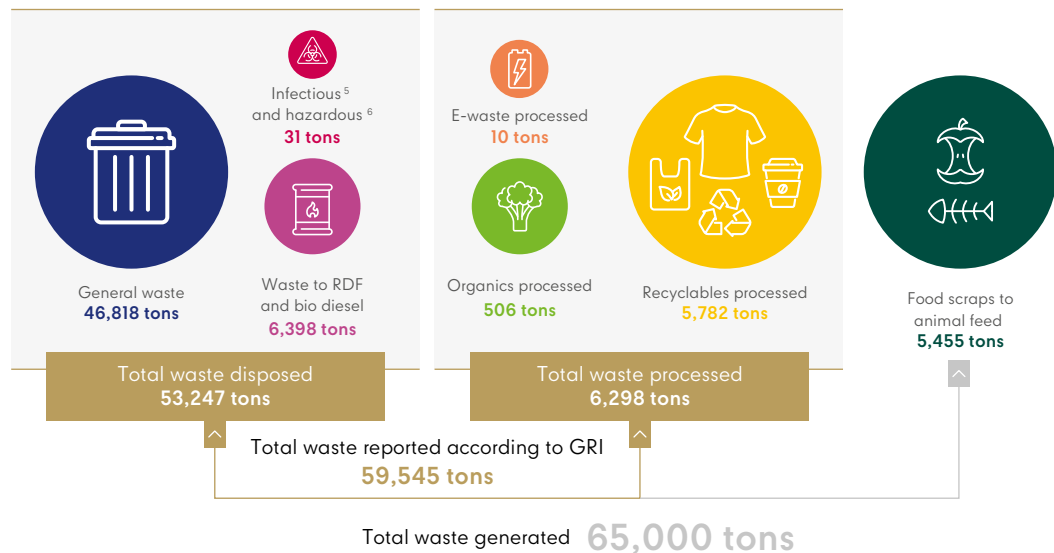 Infectious 5
and hazardous 6
31 tons
E-waste processed
10 tons
General waste
46,818 tons
Waste to RDF
and bio diesel
6,398 tons
Organics processed
506 tons
Recyclables processed
5,782 tons
Food scraps to
animal feed
5,455 tons
Total waste disposed
53,247 tons
Total waste processed
6,298 tons
Total waste reported according to GRI
59,545 tons
Total waste generated 65,000 tons